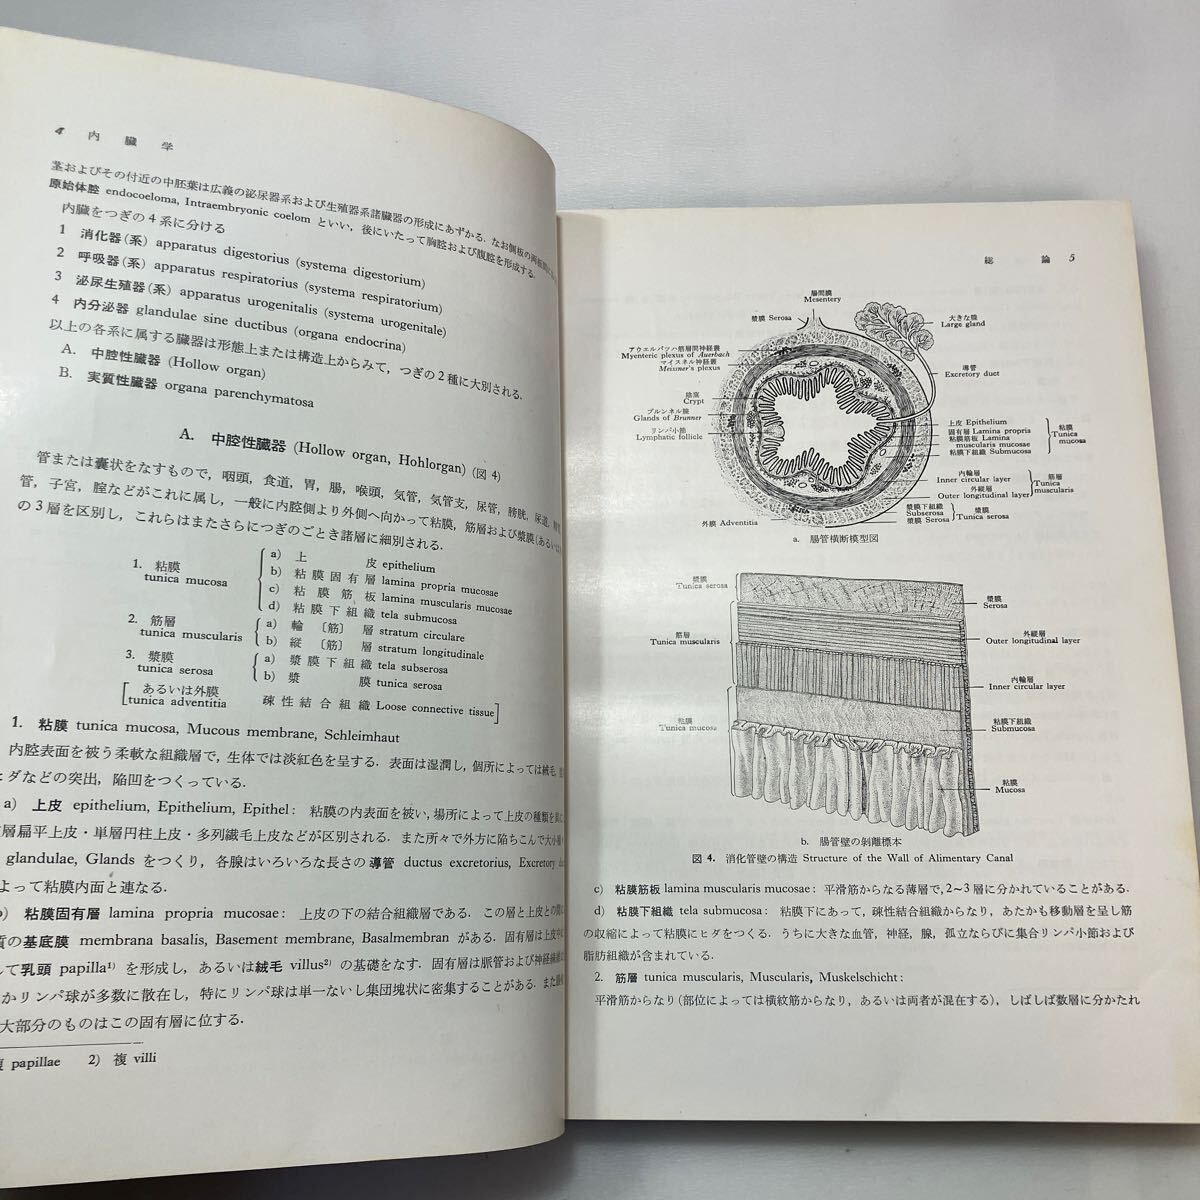 4 内臓学
茎およびその付近の中胚葉は広義の泌尿器系および生殖器系諸臓器の形成にあずかる．なお側板の両
原始体腔 endocoeloma, Intraembryonic coelom といい，後にいたって胸腔および腹腔を形成する．
内臓をつぎの4系に分ける
1 消化器(系) apparatus digestorius (systema digestorium)
2 呼吸器(系) apparatus respiratorius (systema respiratorium)
3 泌尿生殖器(系) apparatus urogenitalis (systema urogenitale)
4 内分泌器 glandulae sine ductibus (organa endocrina)
以上の各系に属する臓器は形態上または構造上からみて，つぎの2種に大別される．
A. 中腔性臓器 (Hollow organ)
B. 実質性臓器 organa parenchymatosa
A. 中腔性臓器 (Hollow organ, Hohlorgan) (図 4)
管または嚢状をなすもので，咽頭，食道，胃，腸，喉頭，気管，気管支，尿管，膀胱，尿道，
管，子宮，腟などがこれに属し，一般に内腔側より外側へ向かって粘膜，筋層および漿膜(あるいは
の3層を区別し，これらはまたさらにつぎのごとき諸層に細別される．
1. 粘膜 tunica mucosa
a) 上皮 epithelium
b) 粘膜固有層 lamina propria mucosae
c) 粘膜筋板 lamina muscularis mucosae
d) 粘膜下組織 tela submucosa
2. 筋層 tunica muscularis
a) 輪〔筋〕層 stratum circulare
b) 縦〔筋〕層 stratum longitudinale
3. 漿膜 tunica serosa
a) 漿膜下組織 tela subserosa
b) 漿膜 tunica serosa
[あるいは外膜 tunica adventitia 疎性結合組織 Loose connective tissue]
1. 粘膜 tunica mucosa, Mucous membrane, Schleimhaut
内腔表面を被う柔軟な組織層で，生体では淡紅色を呈する．表面は湿潤し，個所によっては絨毛，
ヒダなどの突出，陥凹をつくっている．
a) 上皮 epithelium, Epithelium, Epithel: 粘膜の内表面を被い，場所によって上皮の種類を
層扁平上皮・単層円柱上皮・多列繊毛上皮などが区別される．また所々で外方に陥ちこんで大小
glandulae, Glands をつくり，各腺はいろいろな長さの導管 ductus excretorius, Excretory
よって粘膜内面と連なる．
b) 粘膜固有層 lamina propria mucosae: 上皮の下の結合組織層である．この層と上皮との間に
質の基底膜 membrana basalis, Basement membrane, Basalmembran がある．固有層は上皮中に
して乳頭 papilla1) を形成し，あるいは絨毛 villus2) の基礎をなす．固有層は脈管および神経
かリンパ球が多数に散在し，特にリンパ球は単一ないし集団塊状に密集することがある．また
大部分のものはこの固有層に位する．
複 papillae 2) 複 villi
総論 5
腸間膜
Mesentery
漿膜 Serosa
大きな腺
Large gland
アウエルバッハ筋層間神経叢
Myenteric plexus of Auerbach
マイスネル神経叢
Meissner's plexus
導管
Excretory duct
陰窩
Crypt
ブルンネル腺
Glands of Brunner
リンパ小節
Lymphatic follicle
上皮 Epithelium
固有層 Lamina propria
粘膜筋板 Lamina muscularis mucosae
粘膜下組織 Submucosa
粘膜 Tunica mucosa
内輪層
Inner circular layer
外縦層
Outer longitudinal layer
筋層 Tunica muscularis
漿膜下組織 Subserosa
漿膜 Serosa
漿膜 Tunica serosa
外膜 Adventitia
a. 腸管横断模型図
漿膜
Tunica serosa
筋層
Tunica muscularis
粘膜
Tunica mucosa
漿膜
Serosa
外縦層
Outer longitudinal layer
内輪層
Inner circular layer
粘膜下組織
Submucosa
粘膜
Mucosa
b. 腸管壁の剝離標本
図 4. 消化管壁の構造 Structure of the Wall of Alimentary Canal
c) 粘膜筋板 lamina muscularis mucosae: 平滑筋からなる薄層で，2〜3 層に分かれていることがある．
d) 粘膜下組織 tela submucosa: 粘膜下にあって，疎性結合組織からなり，あたかも移動層を呈し筋
の収縮によって粘膜にヒダをつくる．うちに大きな血管，神経，腺，孤立ならびに集合リンパ小節および
脂肪組織が含まれている．
2. 筋層 tunica muscularis, Muscularis, Muskelschicht:
平滑筋からなり(部位によっては横紋筋からなり，あるいは両者が混在する)，しばしば数層に分かたれ